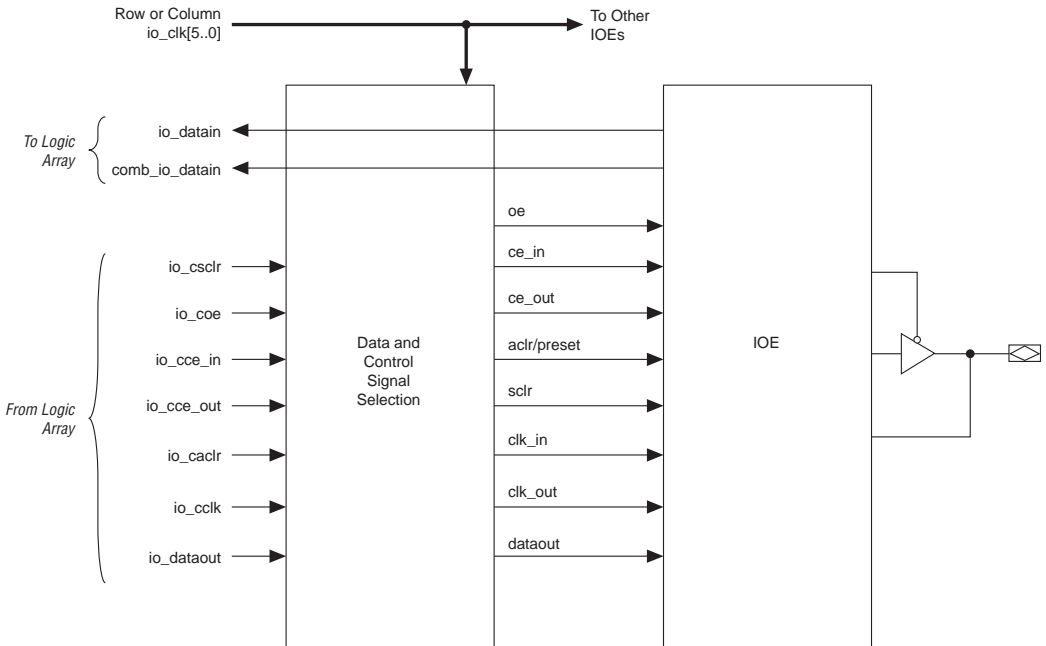 Row or Column
io_clk[5..0]
To Other
IOEs
To Logic
Array
io_datain
comb_io_datain
oe
ce_in
ce_out
aclr/preset
sclr
clk_in
clk_out
dataout
From Logic
Array
io_csclr
io_coe
io_cce_in
io_cce_out
io_caclr
io_cclk
io_dataout
Data and
Control
Signal
Selection
IOE